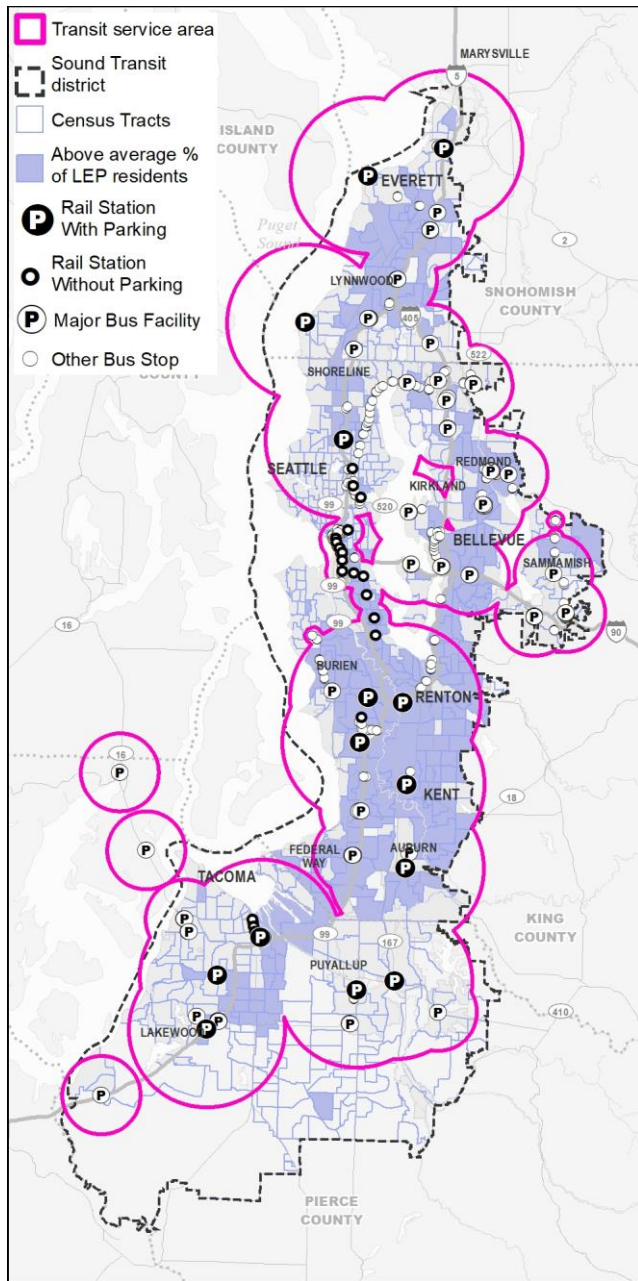 Transit service area
Sound Transit
district
Census Tracts
Above average %
of LEP residents
P
Rail Station
With Parking
Rail Station
Without Parking
P
Major Bus Facility
Other Bus Stop
MARYSVILLE
5
ISLAND
COUNTY
EVERETT
Puget
Sound
2
LYNNWOOD
SNOHOMISH
COUNTY
405
522
SHORELINE
COUNTY
REDMOND
SEATTLE
KIRKLAND
99
520
BELLEVUE
SAMMAMISH
99
99
90
16
BURIEN
RENTON
16
KENT
18
FEDERAL
WAY
AUBURN
TACOMA
KING
COUNTY
99
167
PUYALLUP
410
LAKEWOOD
PIERCE
COUNTY